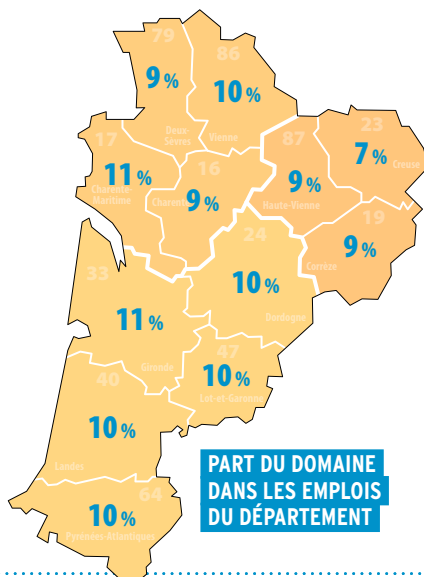 79
9 %
Deux-
Sèvres
86
10 %
Vienne
17
11 %
Charente-
Maritime
16
9 %
Charente
87
9 %
Haute-Vienne
23
7 %
Creuse
19
9 %
Corrèze
24
10 %
Dordogne
33
11 %
Gironde
47
10 %
Lot-et-Garonne
40
10 %
Landes
64
10 %
Pyrénées-Atlantiques
PART DU DOMAINE
DANS LES EMPLOIS
DU DÉPARTEMENT